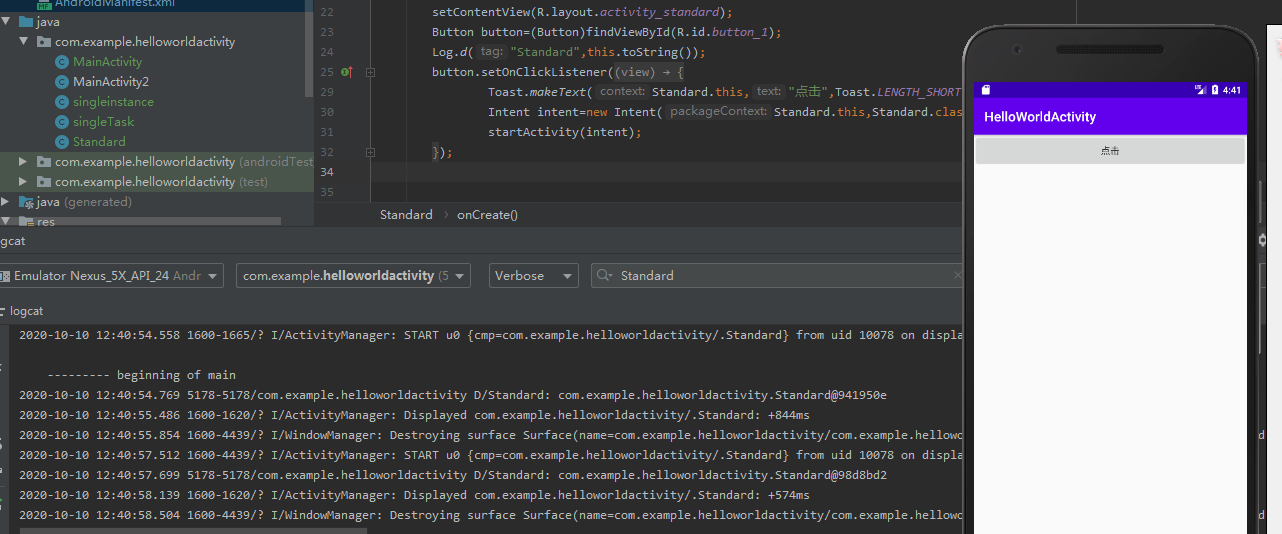 AndroidManifest.xml
java
com.example.helloworldactivity
MainActivity
MainActivity2
singleinstance
singleTask
Standard
com.example.helloworldactivity (androidTest
com.example.helloworldactivity (test)
java (generated)
res
22 setContentView(R.layout.activity_standard);
23 Button button=(Button)findViewById(R.id.button_1);
24 Log.d( tag: "Standard",this.toString());
25 button.setOnClickListener((view) → {
29 Toast.makeText( context: Standard.this, text: "点击",Toast.LENGTH_SHORT
30 Intent intent=new Intent( packageContext: Standard.this,Standard.clas
31 startActivity(intent);
32 });
34
35
Standard › onCreate()
gcat
Emulator Nexus_5X_API_24 Andr
com.example.helloworldactivity (5
Verbose
Standard
logcat
2020-10-10 12:40:54.558 1600-1665/? I/ActivityManager: START u0 {cmp=com.example.helloworldactivity/.Standard} from uid 10078 on displa
--------- beginning of main
2020-10-10 12:40:54.769 5178-5178/com.example.helloworldactivity D/Standard: com.example.helloworldactivity.Standard@941950e
2020-10-10 12:40:55.486 1600-1620/? I/ActivityManager: Displayed com.example.helloworldactivity/.Standard: +844ms
2020-10-10 12:40:55.854 1600-4439/? I/WindowManager: Destroying surface Surface(name=com.example.helloworldactivity/com.example.hellowo
2020-10-10 12:40:57.512 1600-4439/? I/ActivityManager: START u0 {cmp=com.example.helloworldactivity/.Standard} from uid 10078 on displa
2020-10-10 12:40:57.699 5178-5178/com.example.helloworldactivity D/Standard: com.example.helloworldactivity.Standard@98d8bd2
2020-10-10 12:40:58.139 1600-1620/? I/ActivityManager: Displayed com.example.helloworldactivity/.Standard: +574ms
2020-10-10 12:40:58.504 1600-4439/? I/WindowManager: Destroying surface Surface(name=com.example.helloworldactivity/com.example.hellowo
4:41
HelloWorldActivity
点击